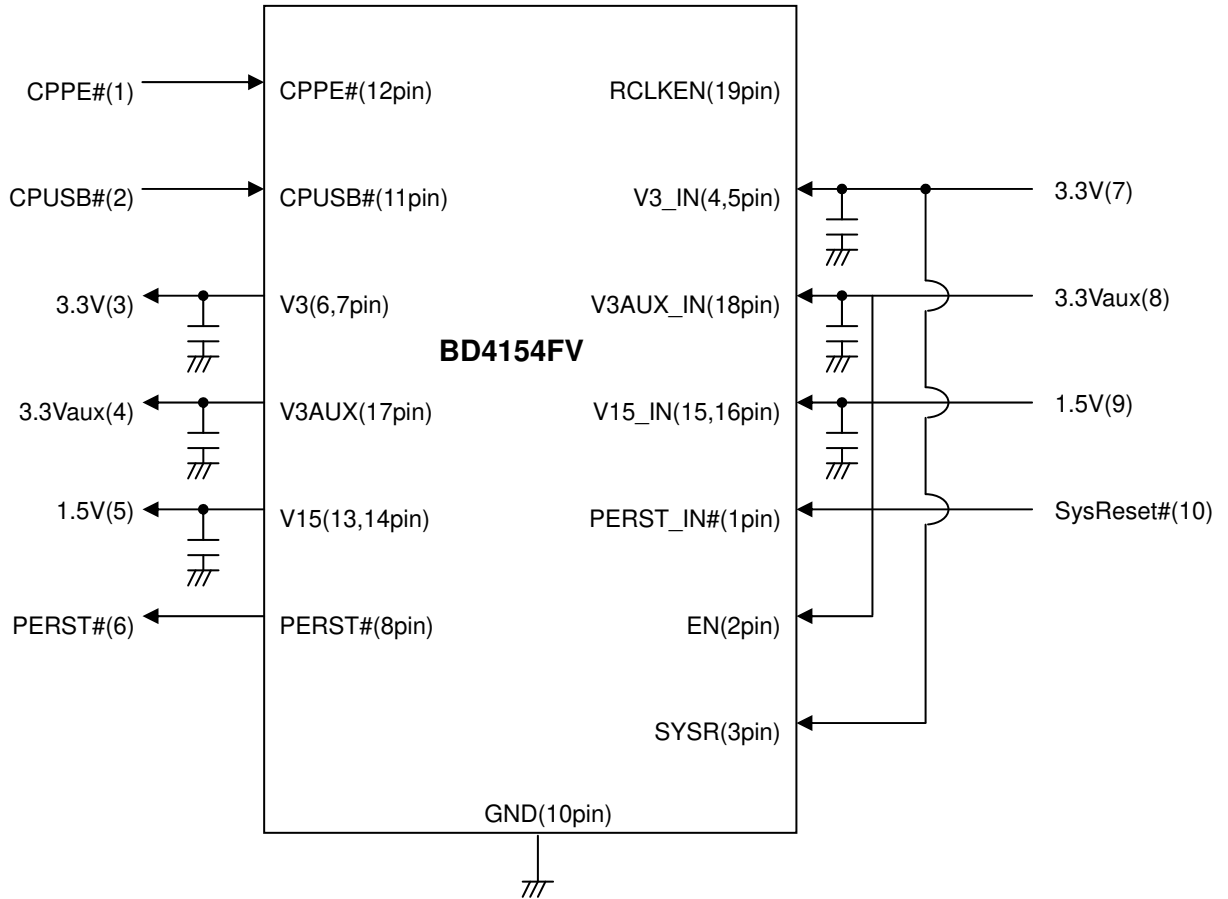 CPPE#(1)
CPPE#(12pin)
RCLKEN(19pin)
CPUSB#(2)
CPUSB#(11pin)
V3_IN(4,5pin)
3.3V(7)
3.3V(3)
V3(6,7pin)
V3AUX_IN(18pin)
3.3Vaux(8)
BD4154FV
3.3Vaux(4)
V3AUX(17pin)
V15_IN(15,16pin)
1.5V(9)
1.5V(5)
V15(13,14pin)
PERST_IN#(1pin)
SysReset#(10)
PERST#(6)
PERST#(8pin)
EN(2pin)
SYSR(3pin)
GND(10pin)